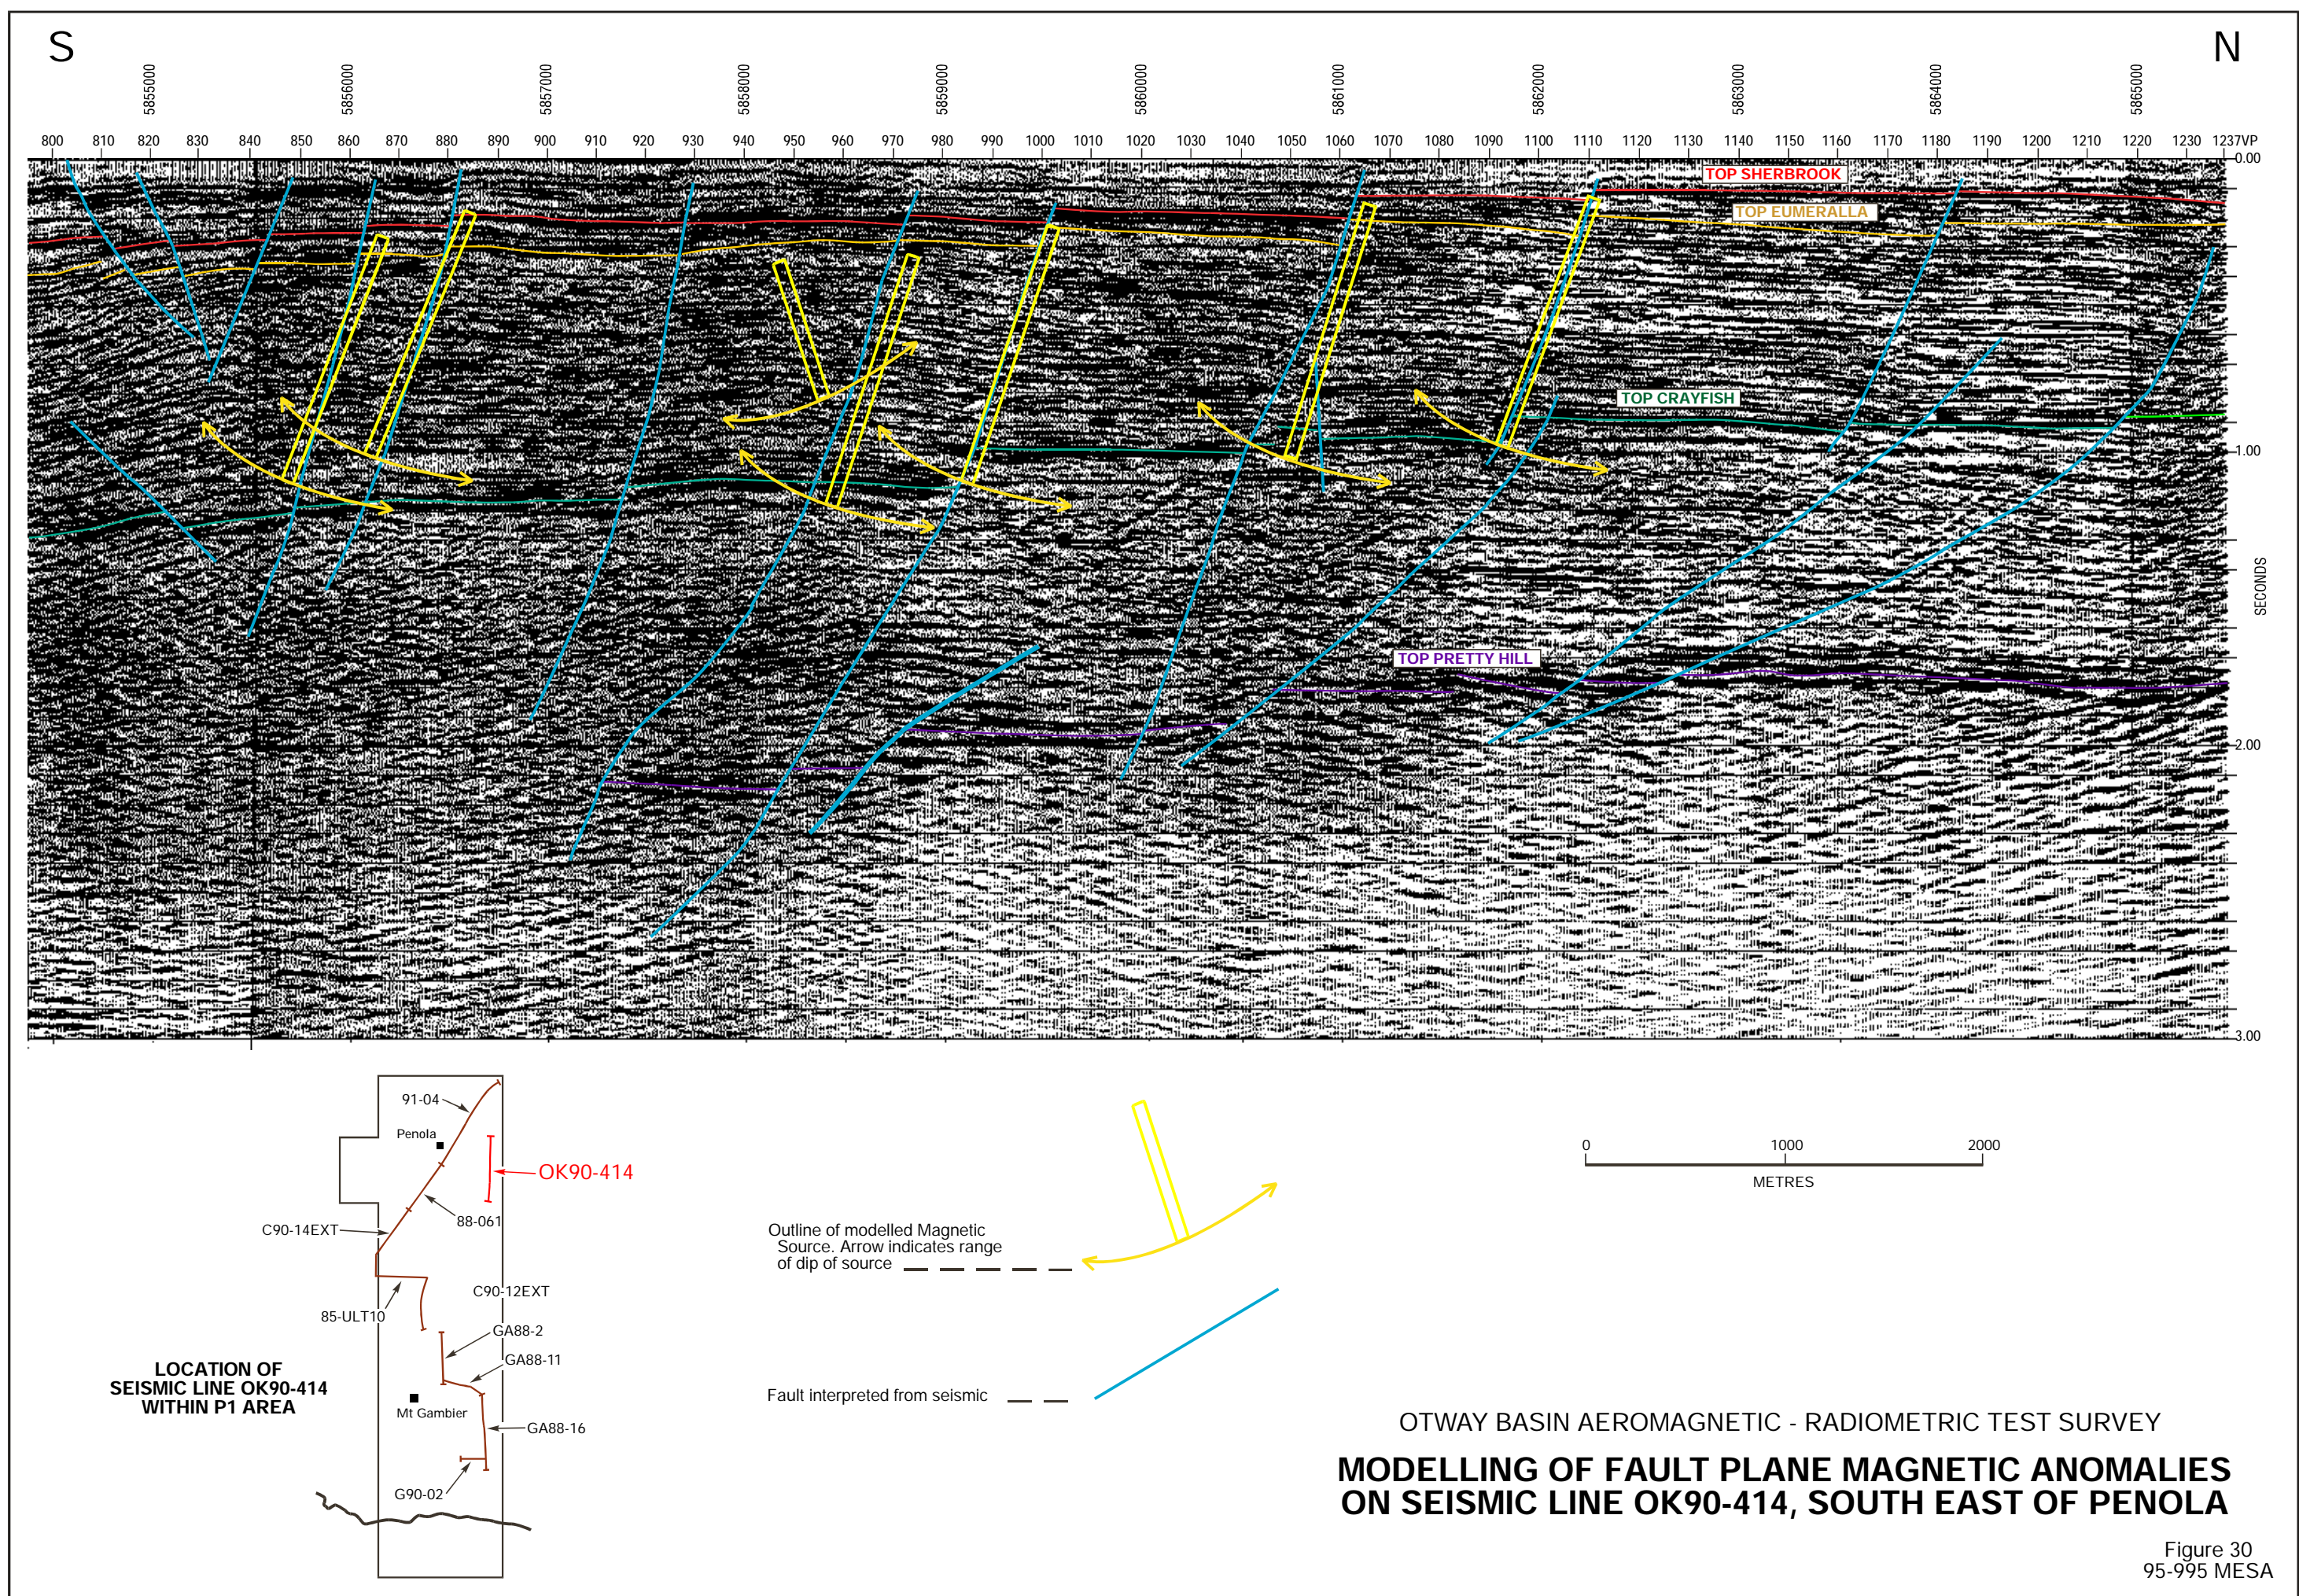 S
N
5855000
5856000
5857000
5858000
5859000
5860000
5861000
5862000
5863000
5864000
5865000
800 810 820 830 840 850 860 870 880 890 900 910 920 930 940 950 960 970 980 990 1000 1010 1020 1030 1040 1050 1060 1070 1080 1090 1100 1110 1120 1130 1140 1150 1160 1170 1180 1190 1200 1210 1220 1230 1237VP
0.00
TOP SHERBROOK
TOP EUMERALLA
TOP CRAYFISH
1.00
SECONDS
TOP PRETTY HILL
2.00
3.00
91-04
Penola
OK90-414
88-061
C90-14EXT
C90-12EXT
85-ULT10
GA88-2
GA88-11
Mt Gambier
GA88-16
G90-02
LOCATION OF
SEISMIC LINE OK90-414
WITHIN P1 AREA
Outline of modelled Magnetic
Source. Arrow indicates range
of dip of source
Fault interpreted from seismic
0 1000 2000
METRES
OTWAY BASIN AEROMAGNETIC - RADIOMETRIC TEST SURVEY
MODELLING OF FAULT PLANE MAGNETIC ANOMALIES
ON SEISMIC LINE OK90-414, SOUTH EAST OF PENOLA
Figure 30
95-995 MESA